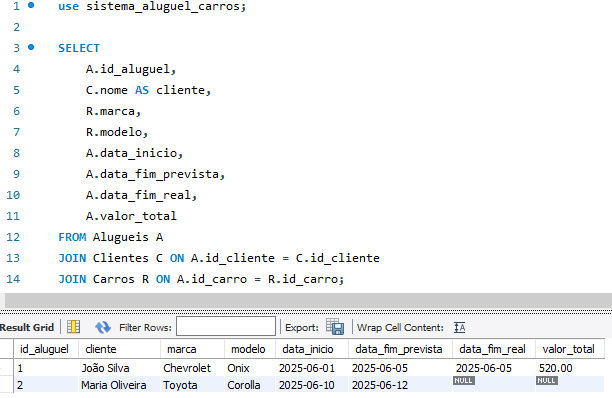 1 use sistema_aluguel_carros;
2
3 SELECT
4 A.id_aluguel,
5 C.nome AS cliente,
6 R.marca,
7 R.modelo,
8 A.data_inicio,
9 A.data_fim_prevista,
10 A.data_fim_real,
11 A.valor_total
12 FROM Alugueis A
13 JOIN Clientes C ON A.id_cliente = C.id_cliente
14 JOIN Carros R ON A.id_carro = R.id_carro;
Result Grid Filter Rows: Export: Wrap Cell Content: IA
id_aluguel cliente marca modelo data_inicio data_fim_prevista data_fim_real valor_total
1 João Silva Chevrolet Onix 2025-06-01 2025-06-05 2025-06-05 520.00
2 Maria Oliveira Toyota Corolla 2025-06-10 2025-06-12 NULL NULL